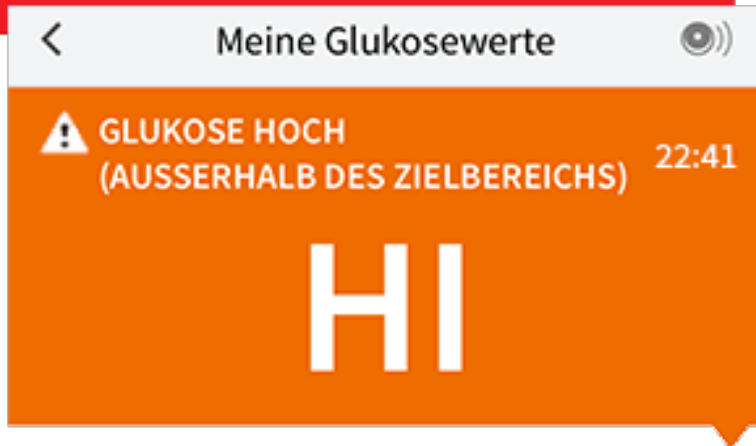 Meine Glukosewerte
GLUKOSE HOCH
(AUSSERHALB DES ZIELBEREICHS)
22:41
HI